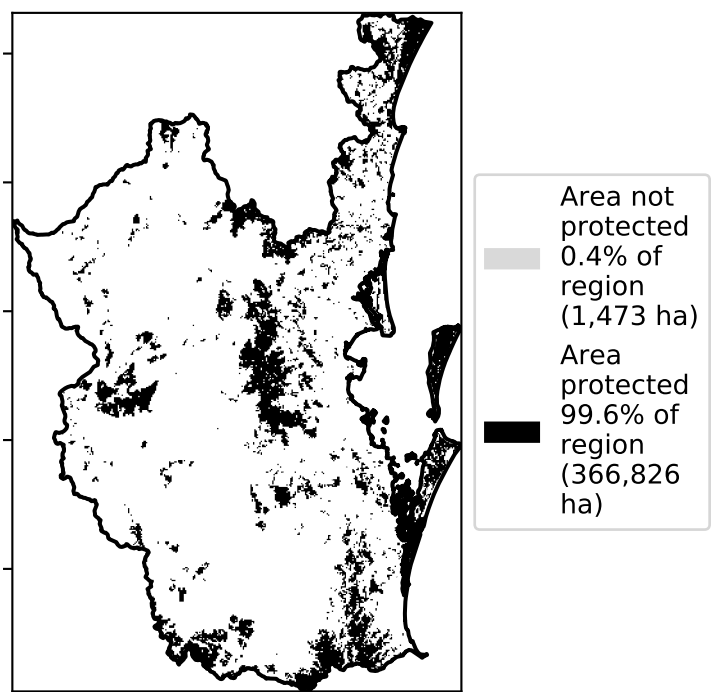 Area not
protected
0.4% of
region
(1,473 ha)
Area
protected
99.6% of
region
(366,826
ha)